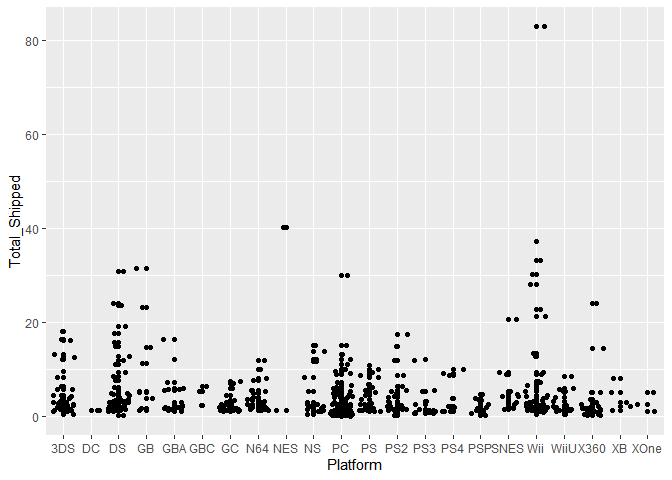 80
60
Total_Shipped
40
20
0
3DS DC DS GB GBA GBC GC N64 NES NS PC PS PS2 PS3 PS4 PSP SNES Wii WiiU X360 XB XOne
Platform